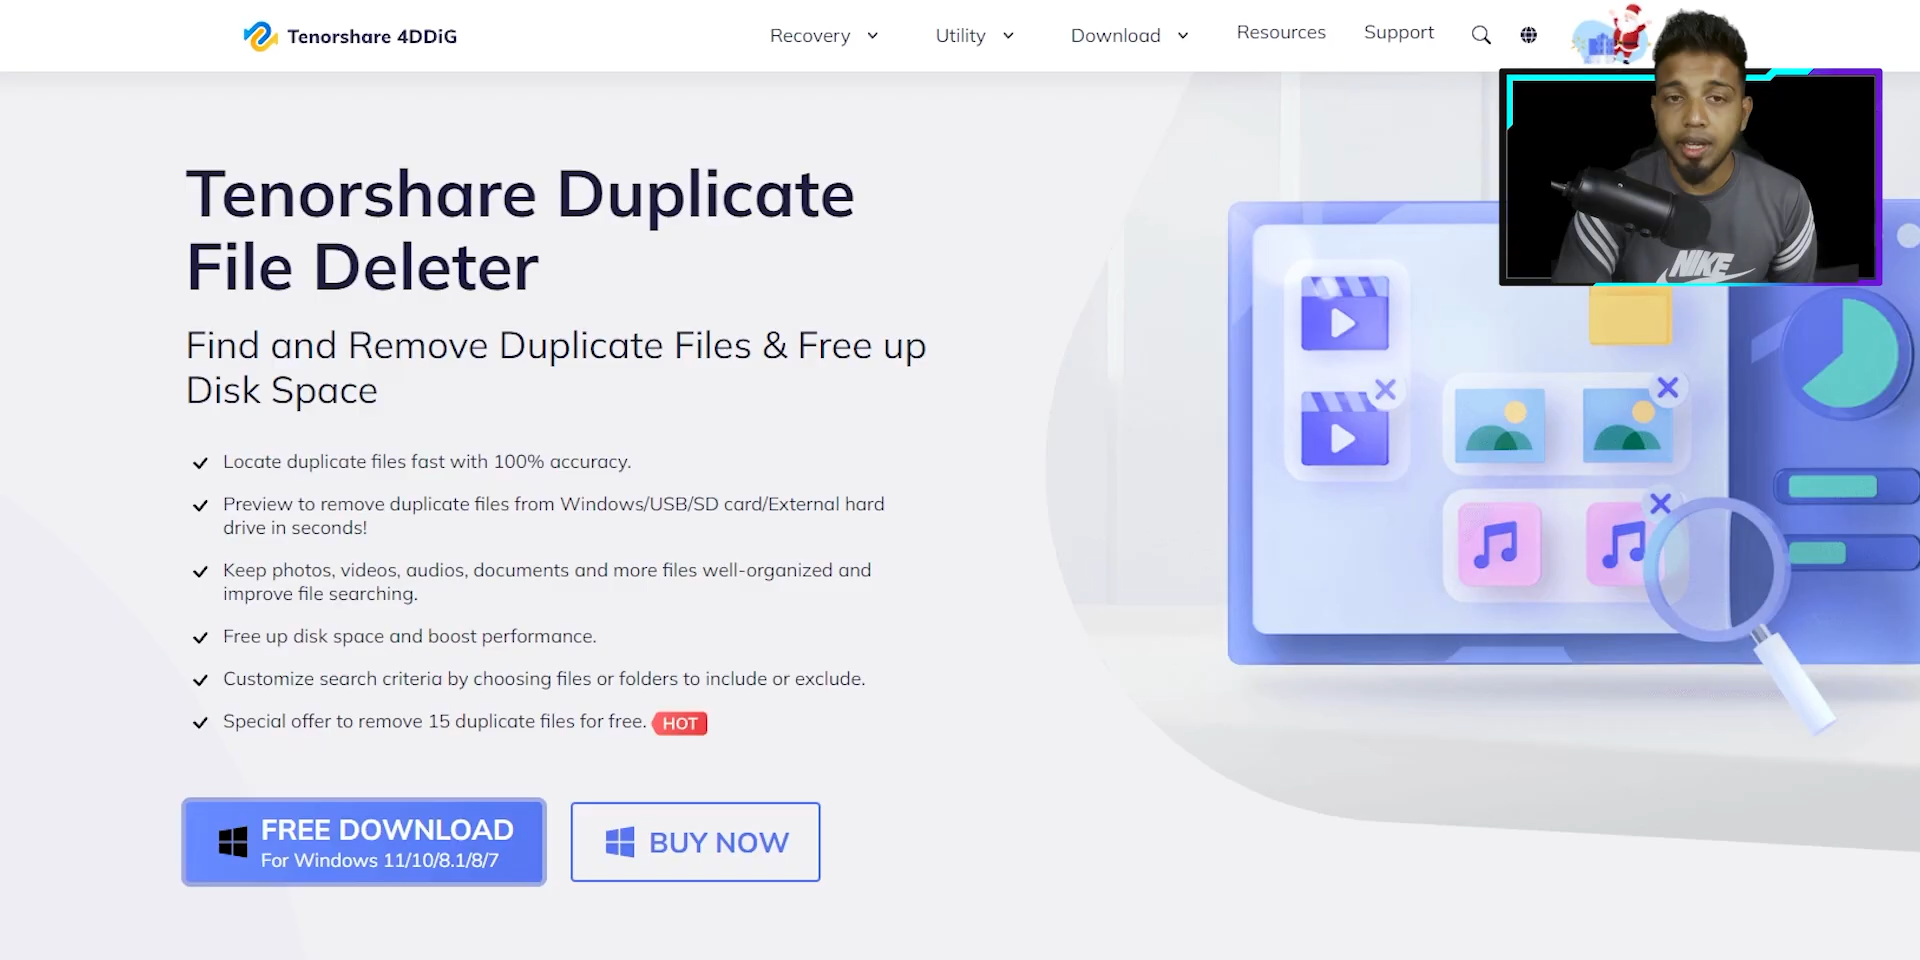 Tenorshare 4DDiG
Recovery
Utility
Download
Resources
Support
Tenorshare Duplicate
File Deleter
Find and Remove Duplicate Files & Free up
Disk Space
Locate duplicate files fast with 100% accuracy.
Preview to remove duplicate files from Windows/USB/SD card/External hard
drive in seconds!
Keep photos, videos, audios, documents and more files well-organized and
improve file searching.
Free up disk space and boost performance.
Customize search criteria by choosing files or folders to include or exclude.
Special offer to remove 15 duplicate files for free. HOT
FREE DOWNLOAD
For Windows 11/10/8.1/8/7
BUY NOW
NIKE